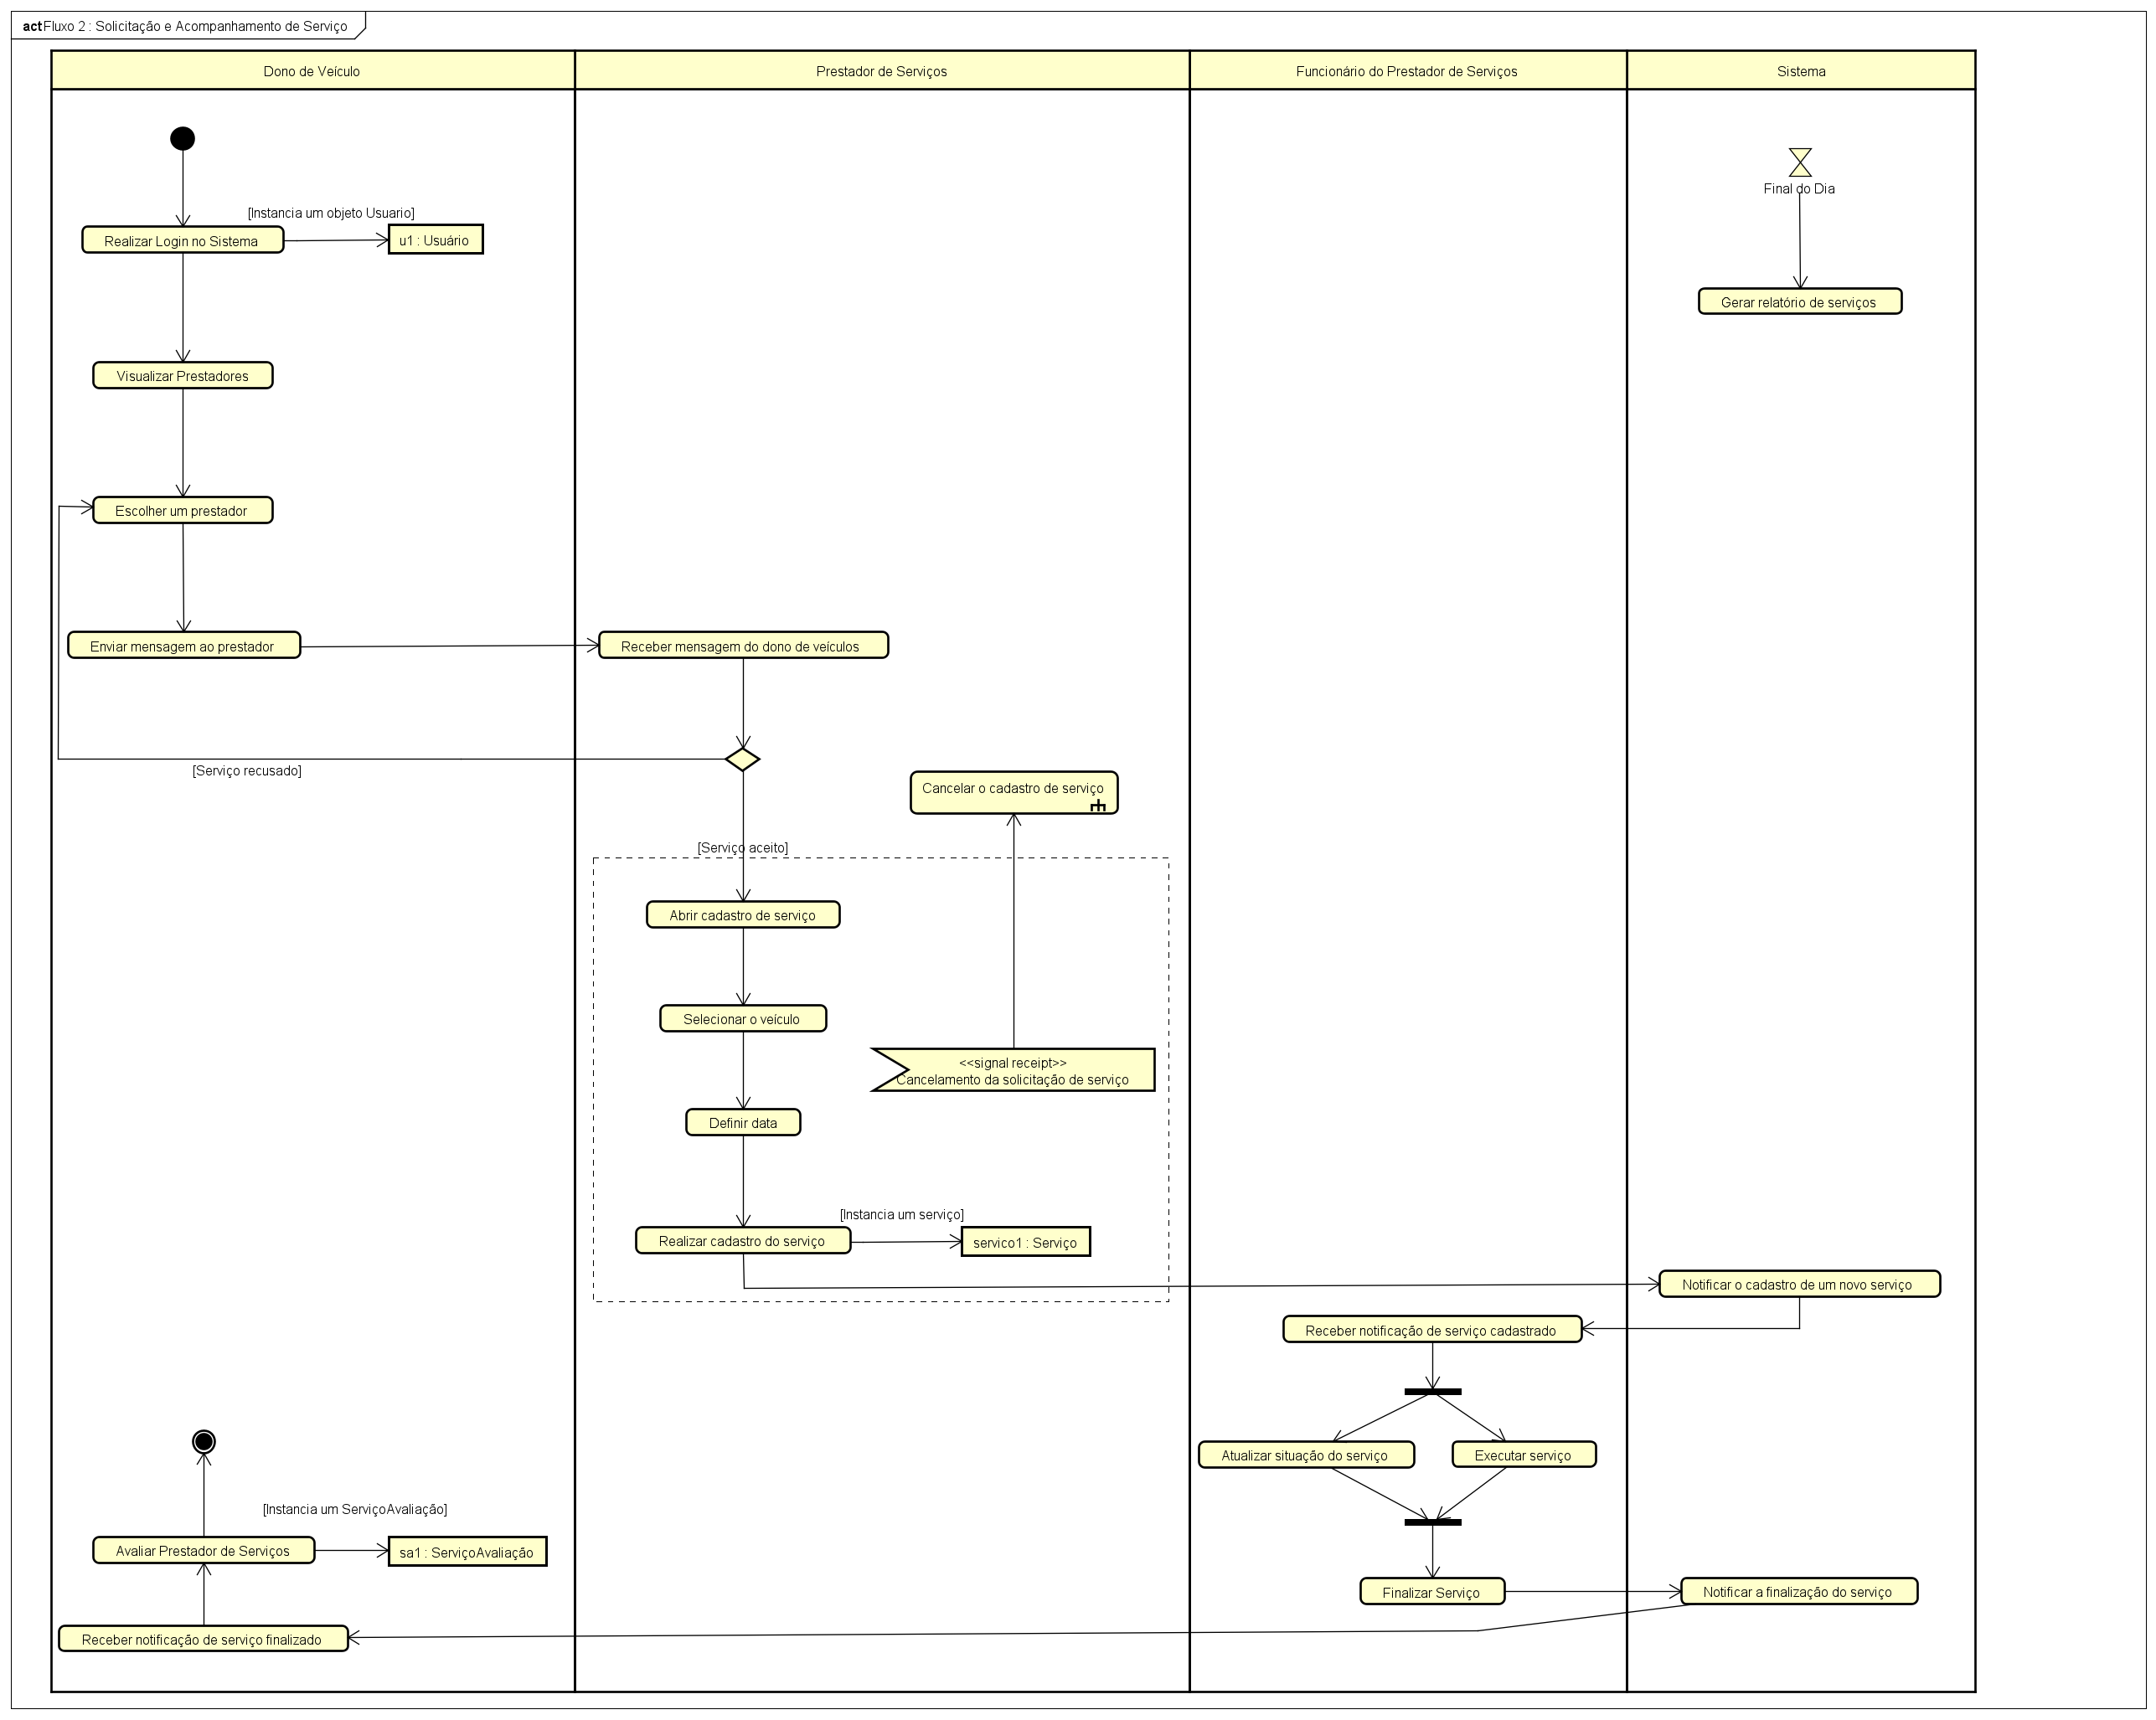 act Fluxo 2 : Solicitação e Acompanhamento de Serviço
Dono de Veículo
Prestador de Serviços
Funcionário do Prestador de Serviços
Sistema
Final do Dia
[Instancia um objeto Usuario]
Realizar Login no Sistema
u1 : Usuário
Gerar relatório de serviços
Visualizar Prestadores
Escolher um prestador
Enviar mensagem ao prestador
Receber mensagem do dono de veículos
[Serviço recusado]
Cancelar o cadastro de serviço
[Serviço aceito]
Abrir cadastro de serviço
Selecionar o veículo
<<signal receipt>>
Cancelamento da solicitação de serviço
Definir data
[Instancia um serviço]
Realizar cadastro do serviço
servico1 : Serviço
Notificar o cadastro de um novo serviço
Receber notificação de serviço cadastrado
Atualizar situação do serviço
Executar serviço
[Instancia um ServiçoAvaliação]
Avaliar Prestador de Serviços
sa1 : ServiçoAvaliação
Finalizar Serviço
Notificar a finalização do serviço
Receber notificação de serviço finalizado